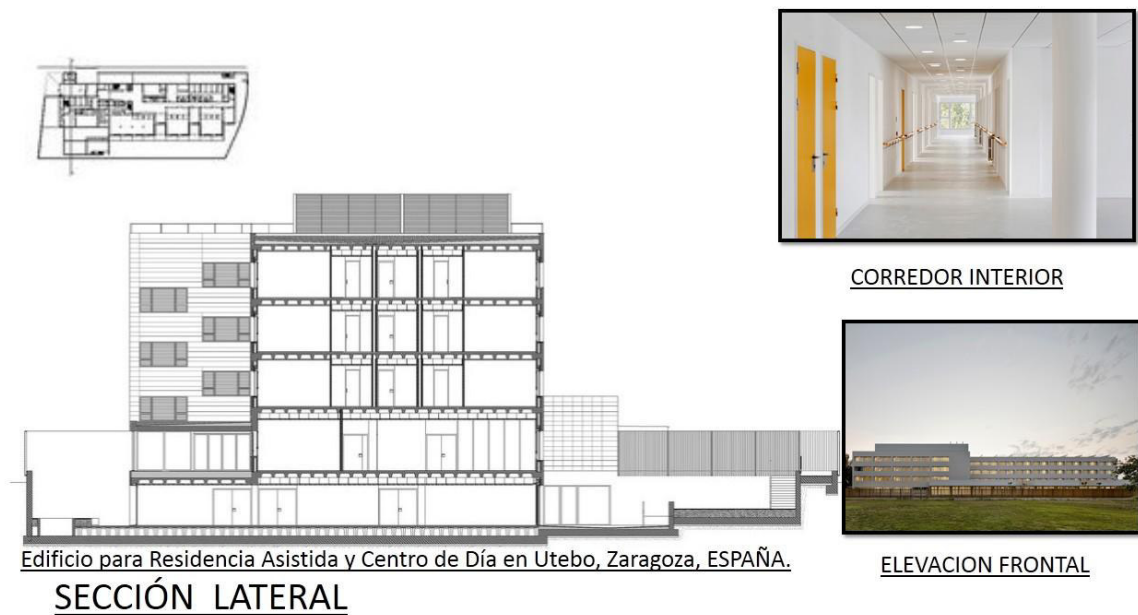 CORREDOR INTERIOR
Edificio para Residencia Asistida y Centro de Día en Utebo, Zaragoza, ESPAÑA.
ELEVACION FRONTAL
SECCIÓN LATERAL